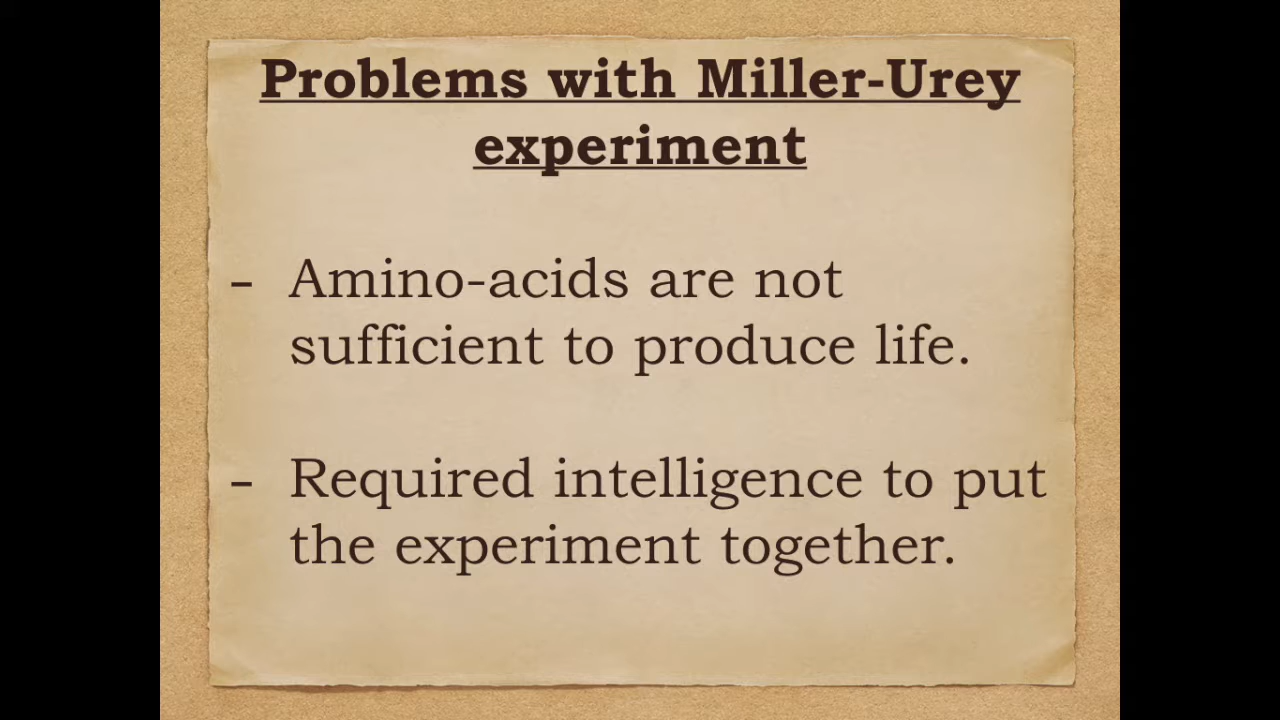 Problems with Miller-Urey
experiment
- Amino-acids are not
sufficient to produce life.
- Required intelligence to put
the experiment together.